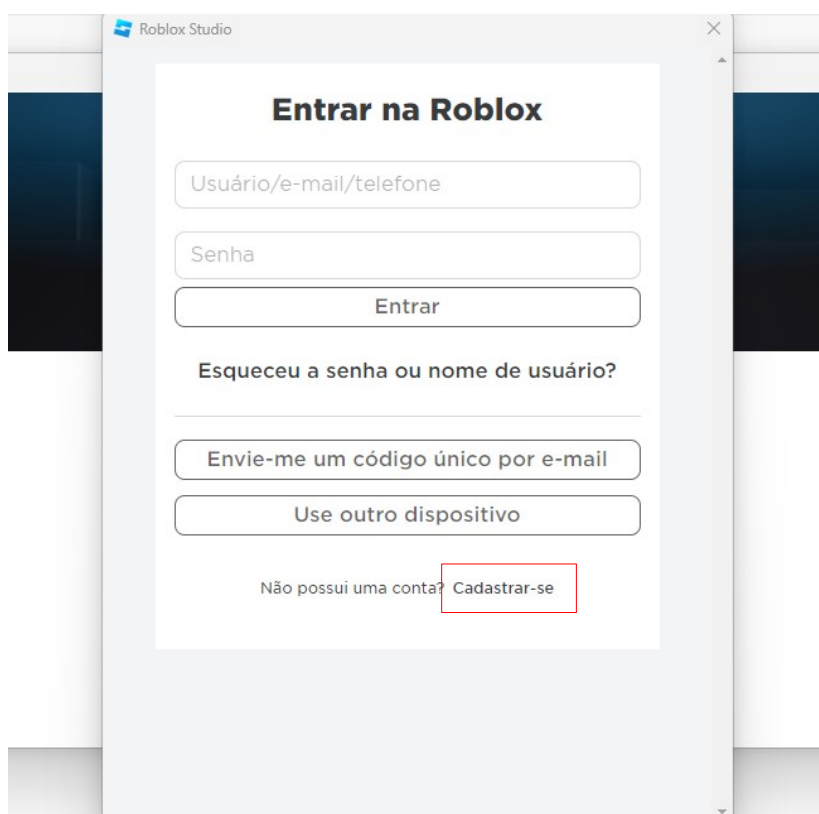 Roblox Studio
Entrar na Roblox
Usuário/e-mail/telefone
Senha
Entrar
Esqueceu a senha ou nome de usuário?
Envie-me um código único por e-mail
Use outro dispositivo
Não possui uma conta? Cadastrar-se